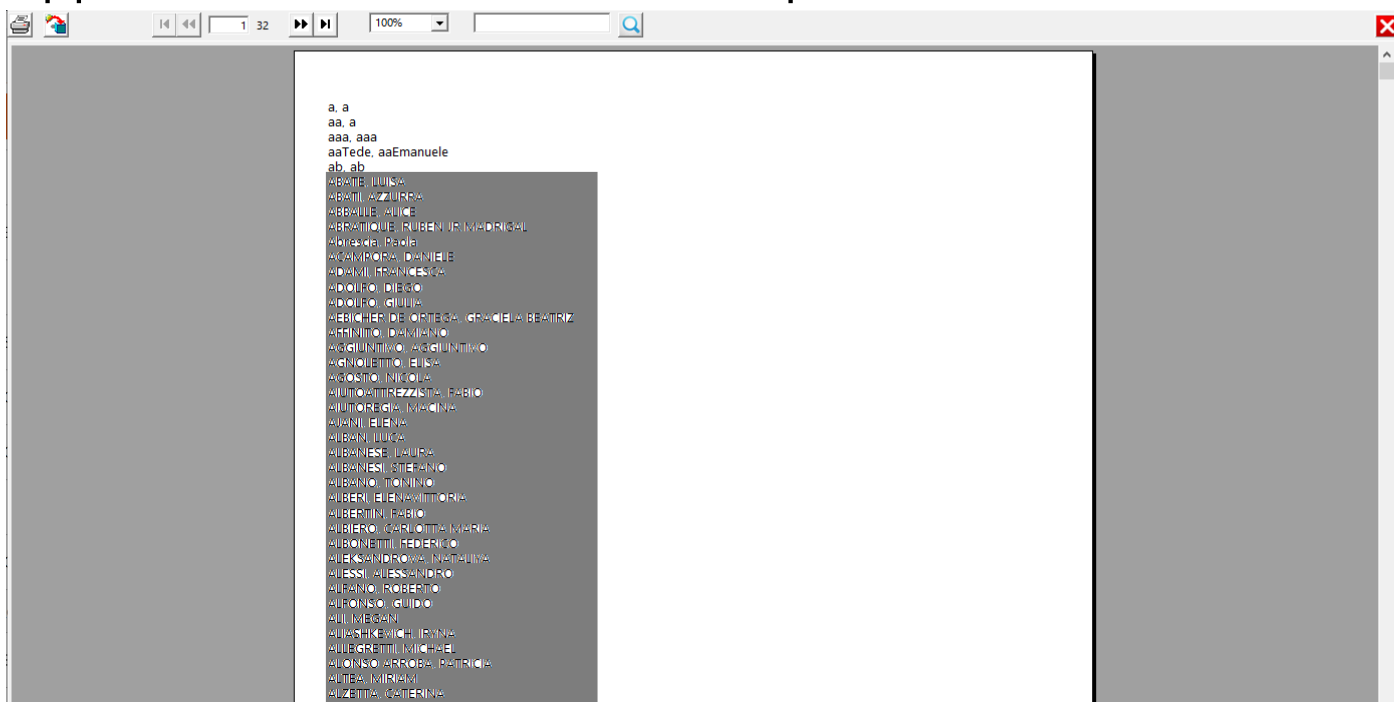 1 32 100%
a, a
aa, a
aaa, aaa
aaTede, aaEmanuele
ab, ab
ABATE, LUISA
ABATI, AZZURRA
ABBALLE, ALICE
ABRATIQUE, RUBEN JR MADRIGAL
Abrescia, Paola
ACAMPORA, DANIELE
ADAMI, FRANCESCA
ADOLFO, DIEGO
ADOLFO, GIULIA
AEBICHER DE ORTEGA, GRACIELA BEATRIZ
AFFINITO, DAMIANO
AGGIUNTIVO, AGGIUNTIVO
AGNOLETTO, ELISA
AGOSTO, NICOLA
AIUTOATTREZZISTA, FABIO
AIUTOREGIA, MACINA
AJANI, ELENA
ALBAN, LUCA
ALBANESE, LAURA
ALBANESI, STEFANO
ALBANO, TONINO
ALBERI, ELENAVITTORIA
ALBERTIN, FABIO
ALBIERO, CARLOTTA MARIA
ALBONETTI, FEDERICO
ALEKSANDROVA, NATALIYA
ALESSI, ALESSANDRO
ALFANO, ROBERTO
ALFONSO, GUIDO
ALI, MEGAN
ALIASHKEVICH, IRYNA
ALLEGRETTI, MICHAEL
ALONSO ARROBA, PATRICIA
ALTEA, MIRIAM
ALZETTA, CATERINA